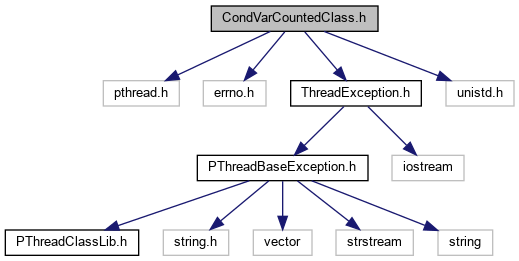 CondVarCountedClass.h
pthread.h
errno.h
ThreadException.h
unistd.h
PThreadBaseException.h
iostream
PThreadClassLib.h
string.h
vector
strstream
string